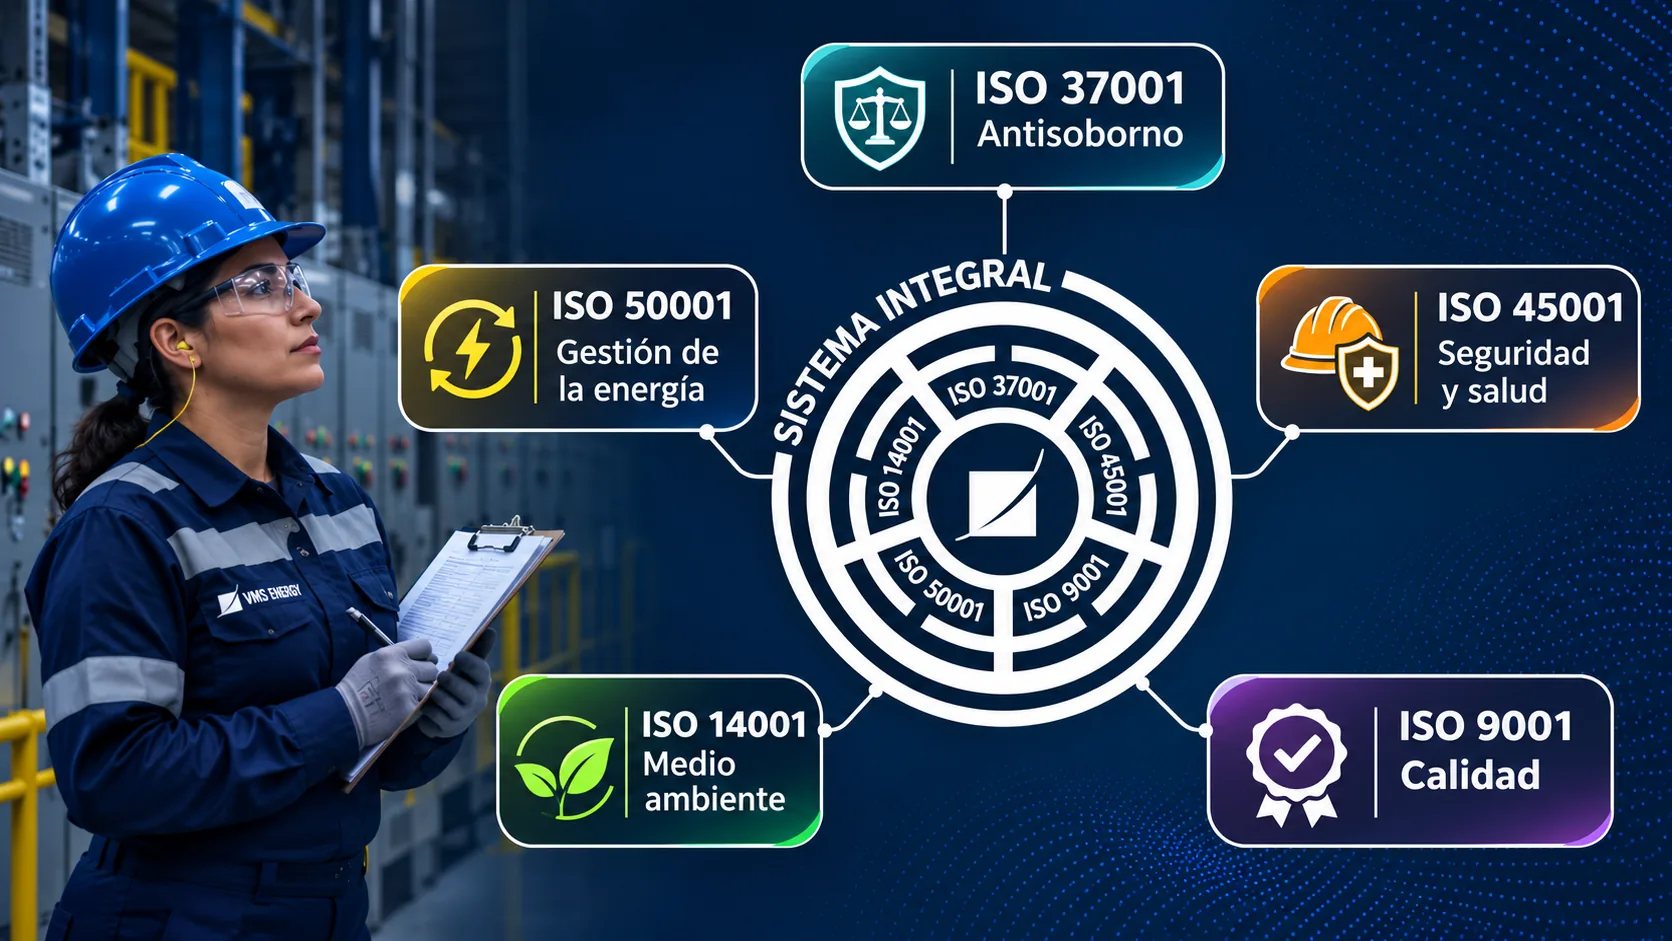 ISO 37001
Antisoborno
ISO 50001
Gestión de
la energía
SISTEMA INTEGRAL
ISO 45001
Seguridad
y salud
ISO 37001
ISO 14001
ISO 45001
ISO 50001
ISO 9001
VMS ENERGY
ISO 14001
Medio
ambiente
ISO 9001
Calidad